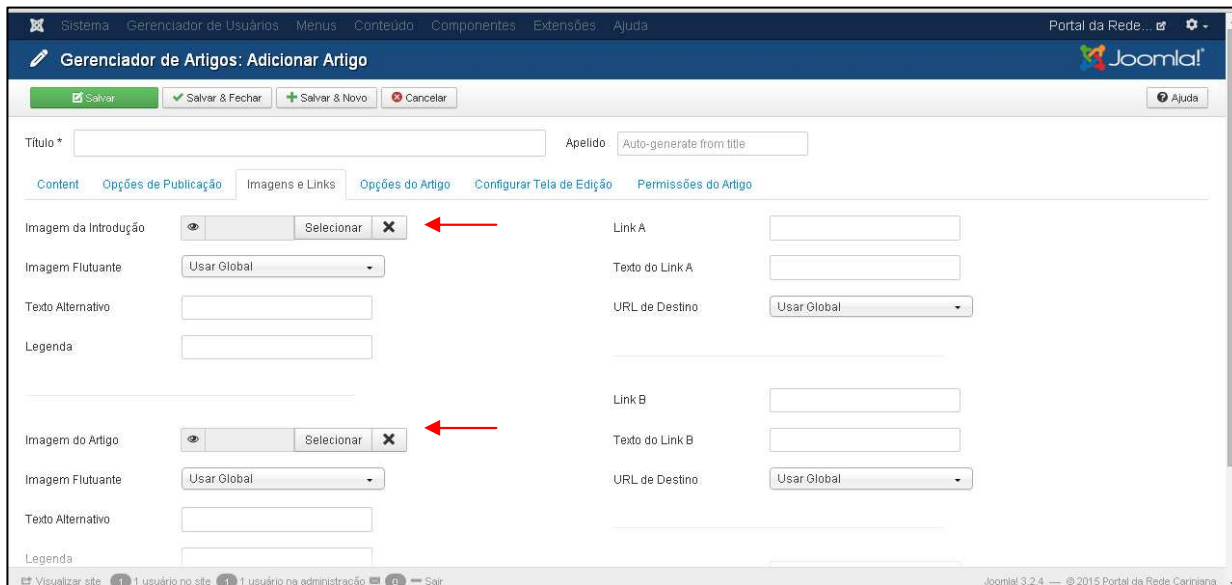 Sistema Gerenciador de Usuários Menus Conteúdo Componentes Extensões Ajuda Portal da Rede...
Gerenciador de Artigos: Adicionar Artigo Joomla!
Salvar Salvar & Fechar Salvar & Novo Cancelar Ajuda
Título * Apelido Auto-generate from title
Content Opções de Publicação Imagens e Links Opções do Artigo Configurar Tela de Edição Permissões do Artigo
Imagem da Introdução Selecionar Link A
Imagem Flutuante Usar Global Texto do Link A
Texto Alternativo URL de Destino Usar Global
Legenda
Link B
Imagem do Artigo Selecionar Texto do Link B
Imagem Flutuante Usar Global URL de Destino Usar Global
Texto Alternativo
Legenda
Visualizar site 1 1 usuário no site 1 1 usuário na administração 0 Sair Joomla! 3.2.4 — © 2015 Portal da Rede Cariniana